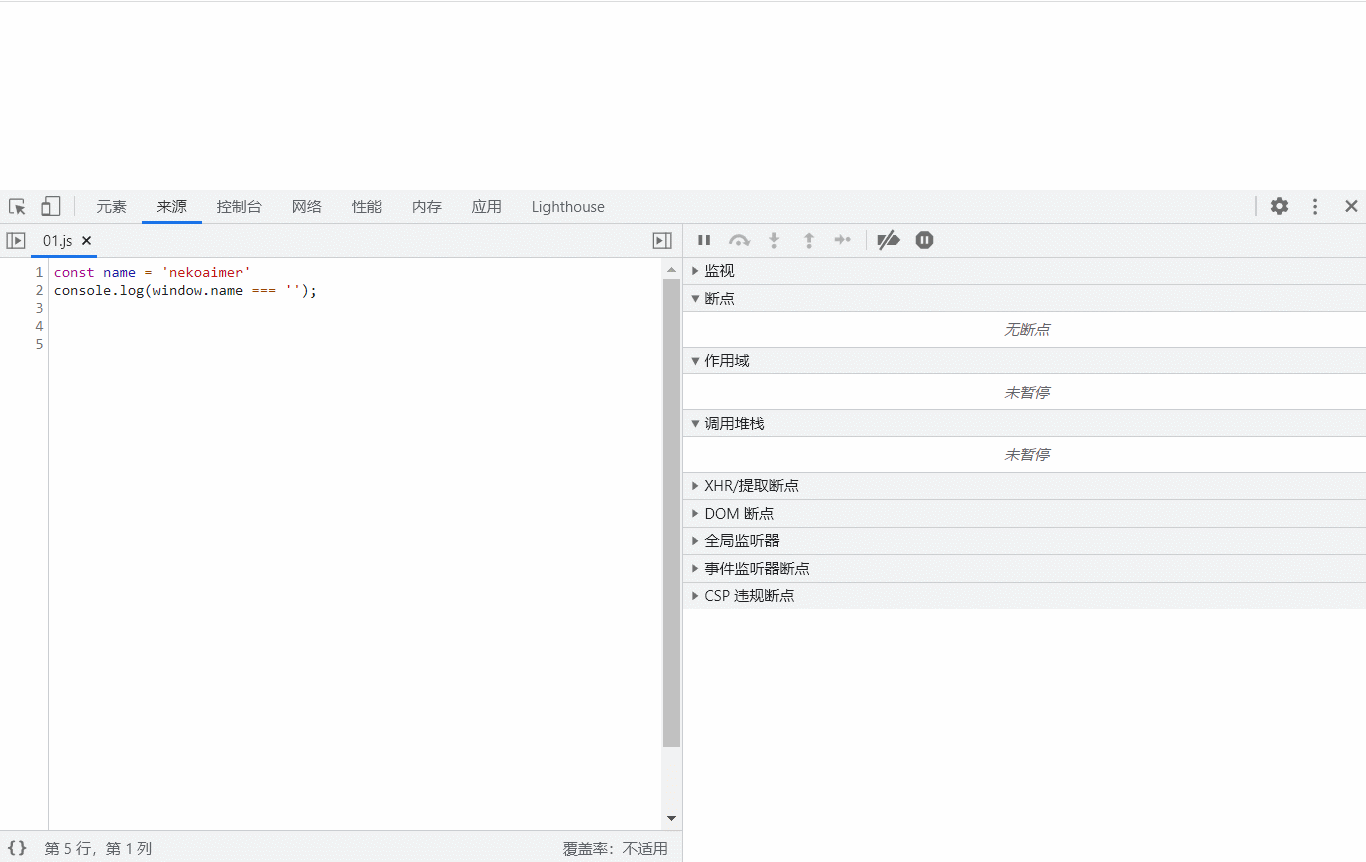 元素 来源 控制台 网络 性能 内存 应用 Lighthouse
01.js
1 const name = 'nekoaimer'
2 console.log(window.name === '');
3
4
5
{} 第 5 行，第 1 列 覆盖率：不适用
监视
断点
无断点
作用域
未暂停
调用堆栈
未暂停
XHR/提取断点
DOM 断点
全局监听器
事件监听器断点
CSP 违规断点